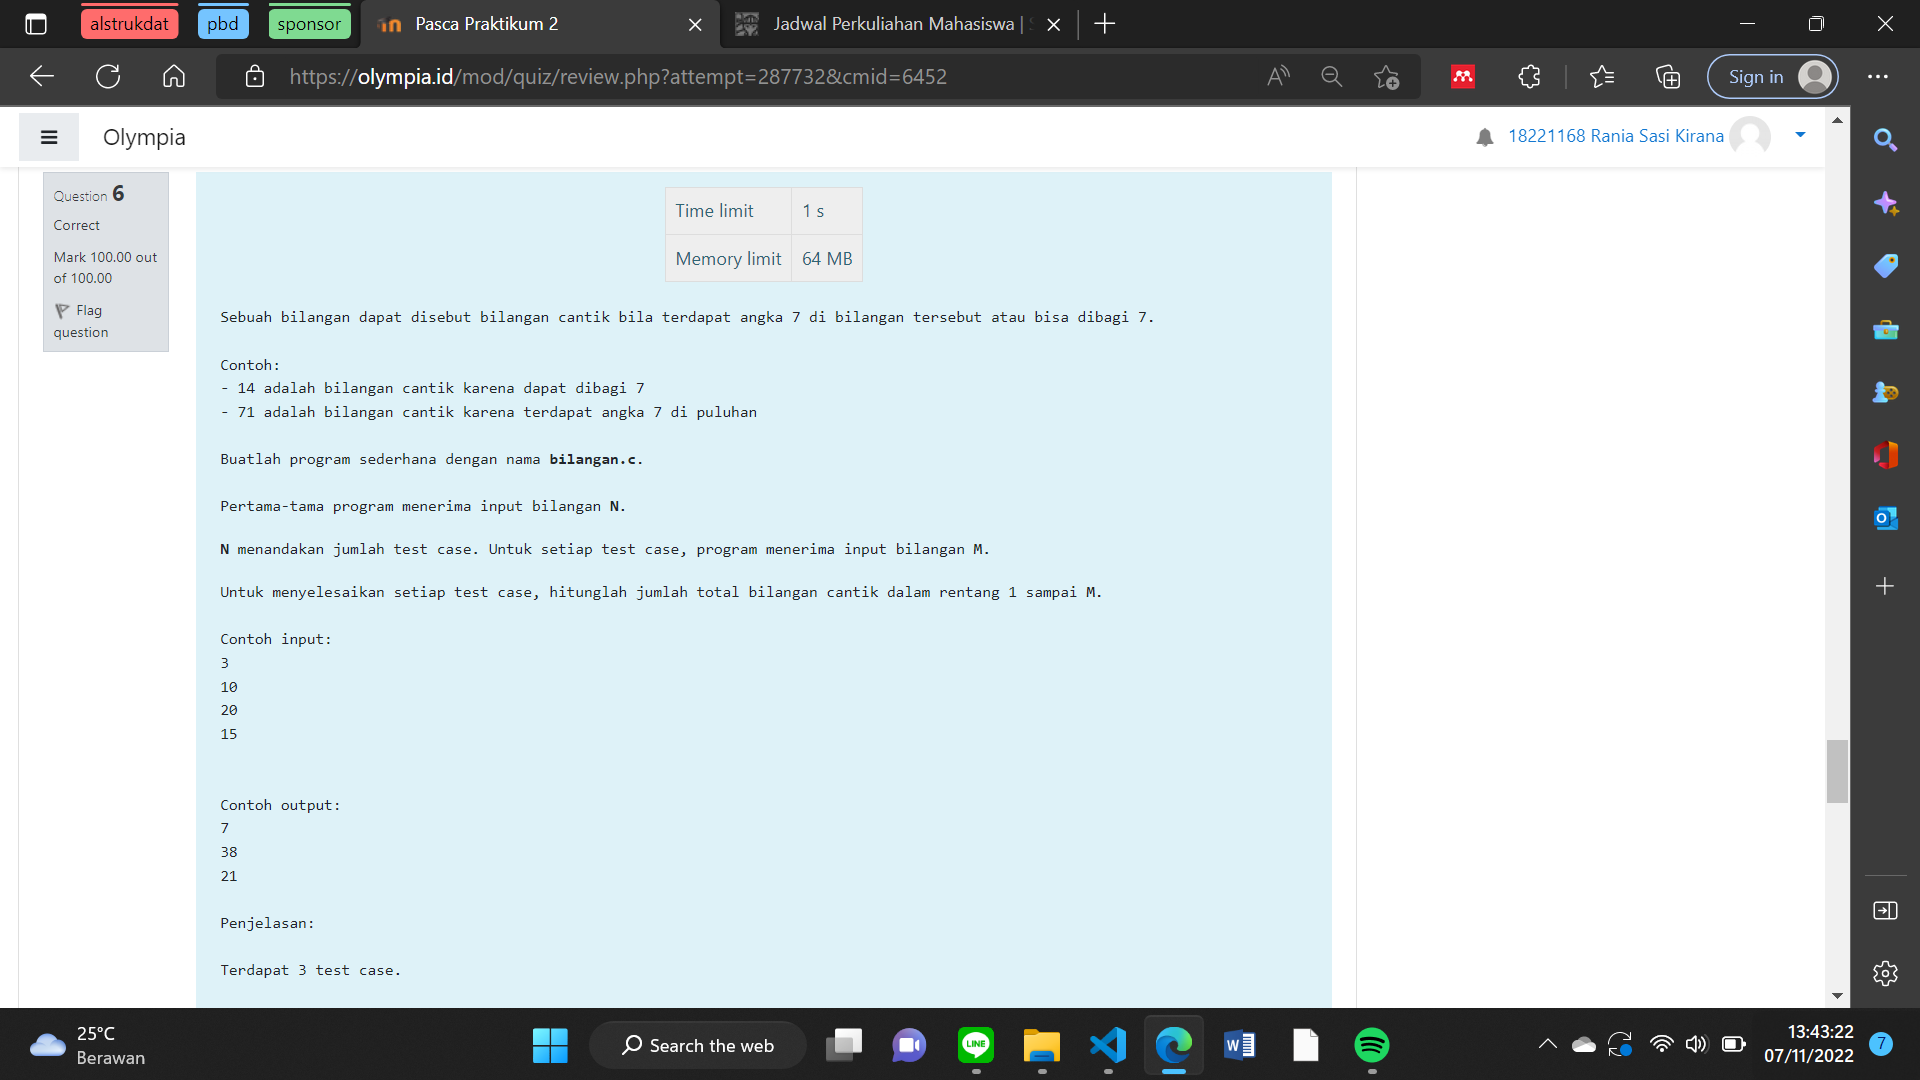 alstrukdat
pbd
sponsor
Pasca Praktikum 2
Jadwal Perkuliahan Mahasiswa |
https://olympia.id/mod/quiz/review.php?attempt=287732&cmid=6452
Sign in
Olympia
18221168 Rania Sasi Kirana
Question 6
Correct
Mark 100.00 out
of 100.00
Flag
question
Time limit 1 s
Memory limit 64 MB
Sebuah bilangan dapat disebut bilangan cantik bila terdapat angka 7 di bilangan tersebut atau bisa dibagi 7.
Contoh:
- 14 adalah bilangan cantik karena dapat dibagi 7
- 71 adalah bilangan cantik karena terdapat angka 7 di puluhan
Buatlah program sederhana dengan nama bilangan.c.
Pertama-tama program menerima input bilangan N.
N menandakan jumlah test case. Untuk setiap test case, program menerima input bilangan M.
Untuk menyelesaikan setiap test case, hitunglah jumlah total bilangan cantik dalam rentang 1 sampai M.
Contoh input:
3
10
20
15
Contoh output:
7
38
21
Penjelasan:
Terdapat 3 test case.
25°C
Berawan
Search the web
LINE
13:43:22
07/11/2022
7